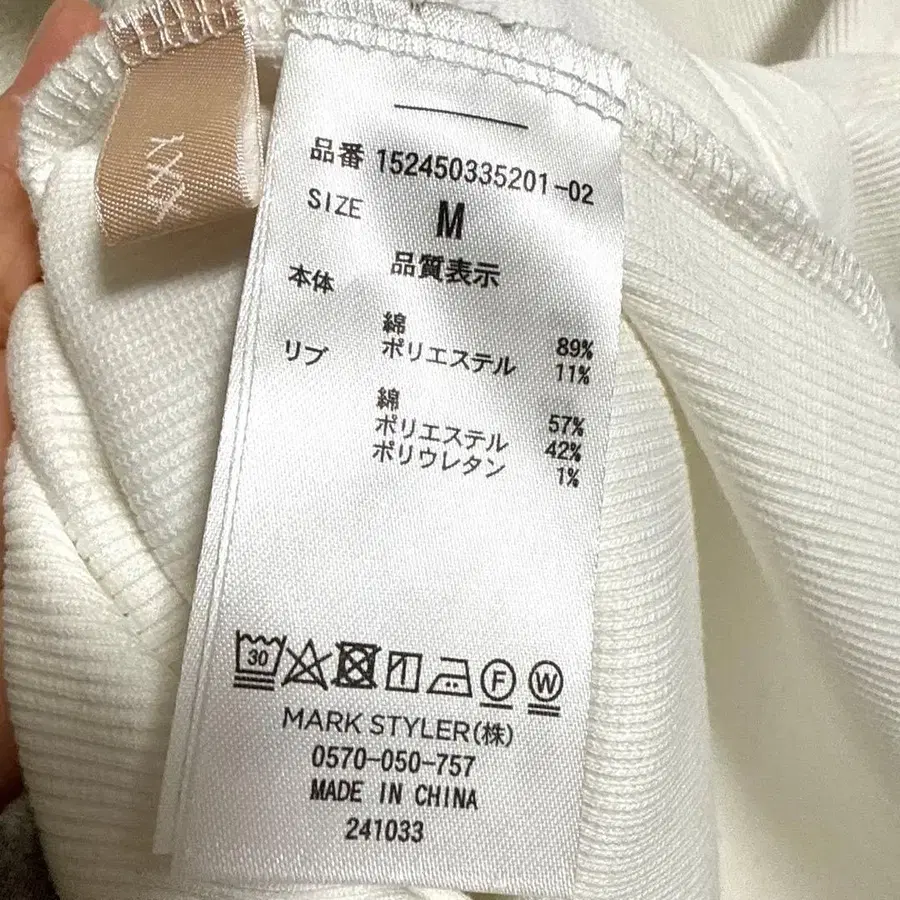 品番 152450335201-02
SIZE M
品質表示
本体
綿 89%
ポリエステル 11%
リブ
綿 57%
ポリエステル 42%
ポリウレタン 1%
30
F W
MARK STYLER(株)
0570-050-757
MADE IN CHINA
241033